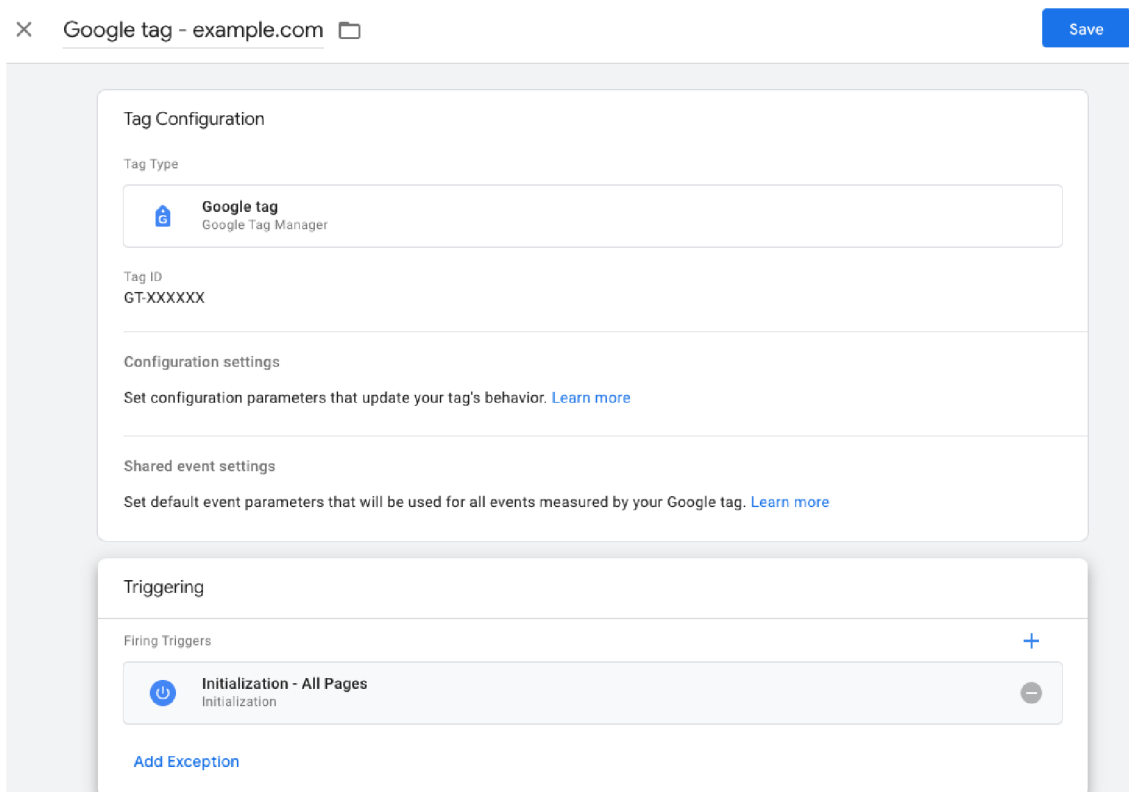 Google tag - example.com
Save
Tag Configuration
Tag Type
Google tag
Google Tag Manager
Tag ID
GT-XXXXXX
Configuration settings
Set configuration parameters that update your tag's behavior. Learn more
Shared event settings
Set default event parameters that will be used for all events measured by your Google tag. Learn more
Triggering
Firing Triggers
Initialization - All Pages
Initialization
Add Exception